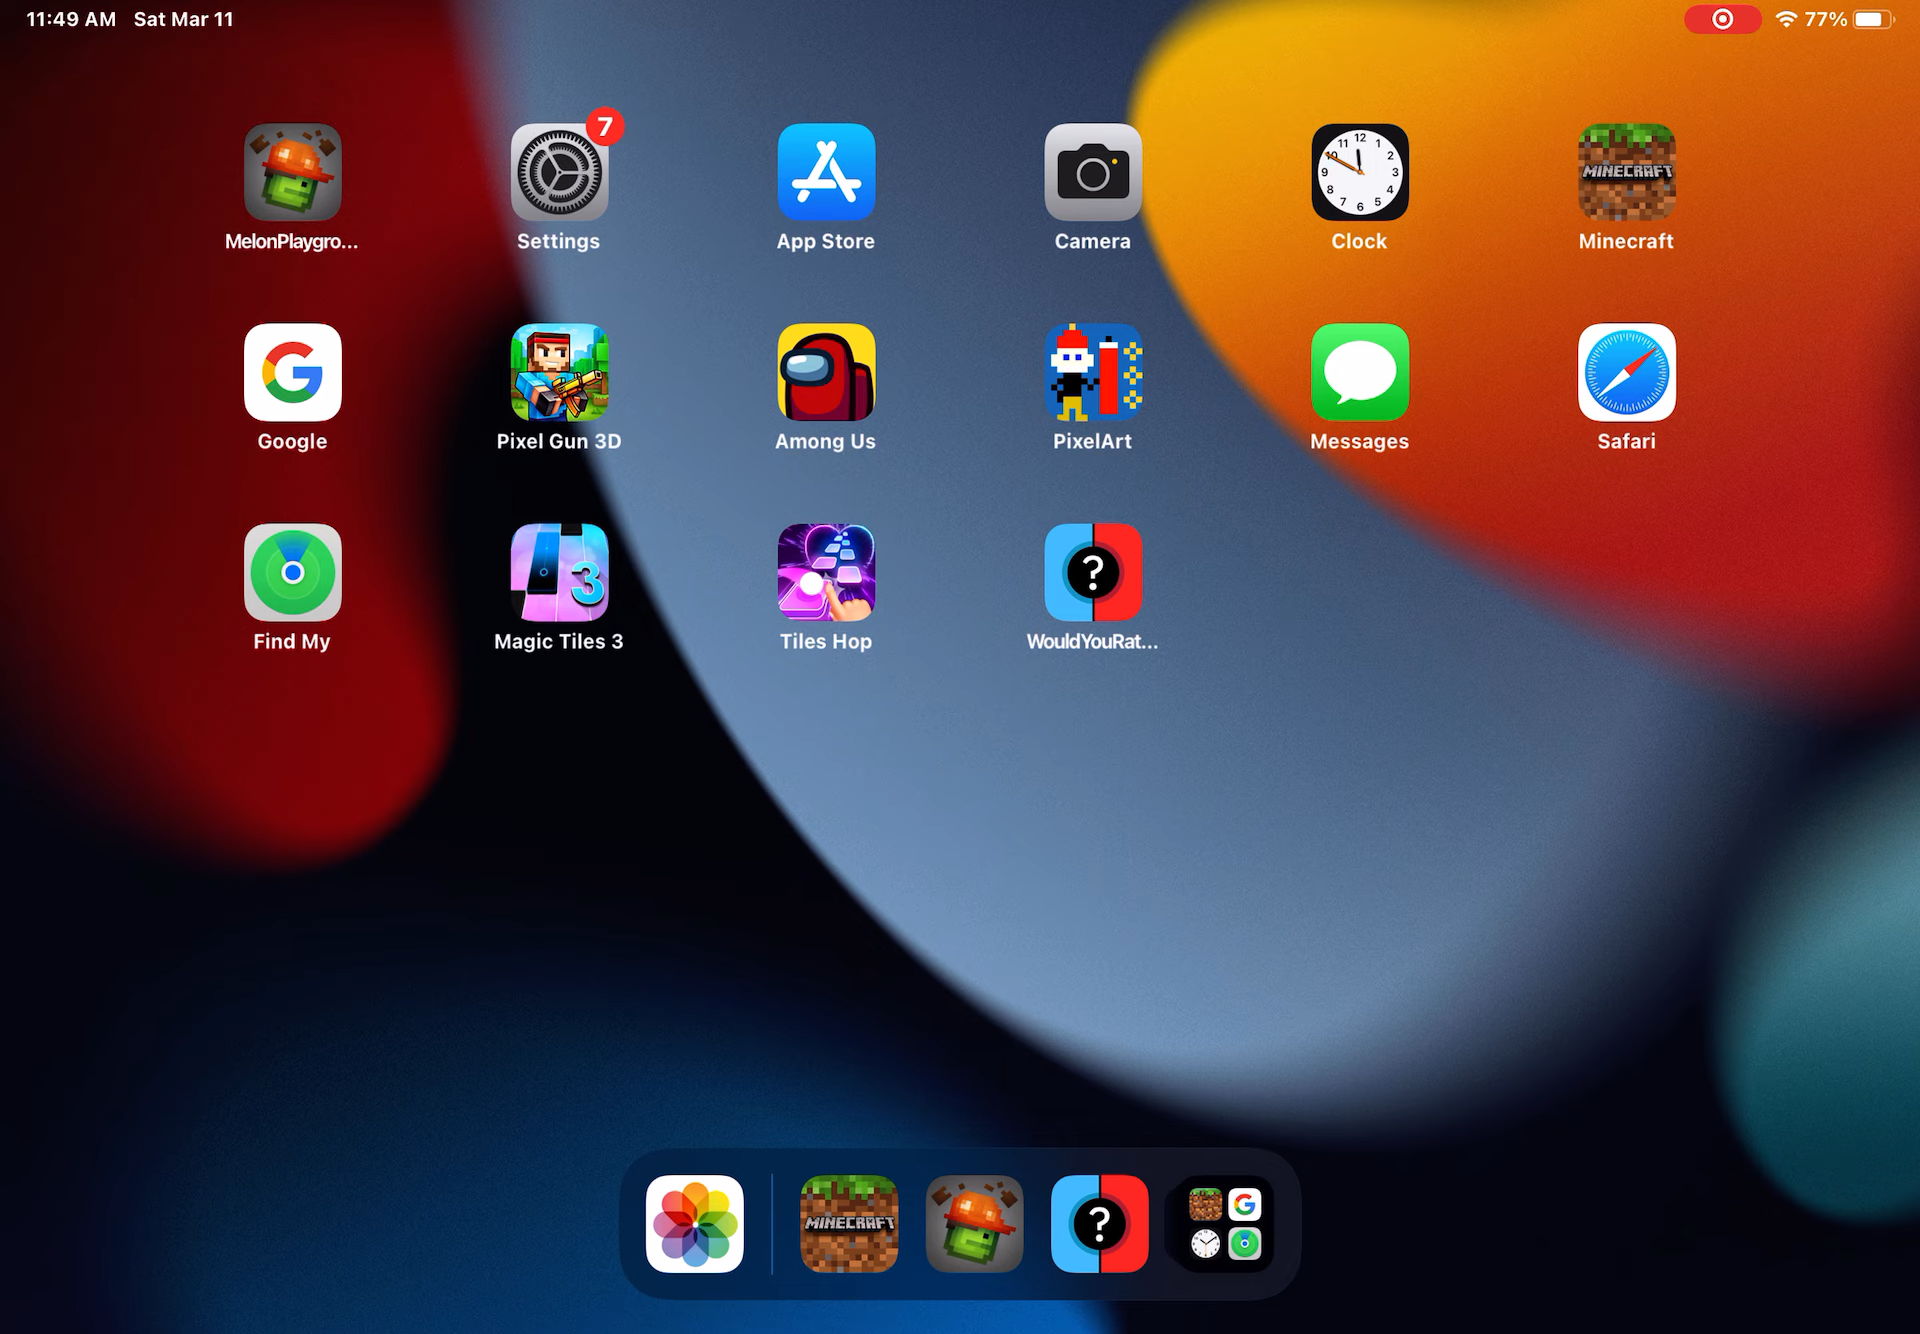 11:49 AM Sat Mar 11
77%
7
MINECRAFT
MelonPlaygro...
Settings
App Store
Camera
Clock
Minecraft
Google
Pixel Gun 3D
Among Us
PixelArt
Messages
Safari
3
?
Find My
Magic Tiles 3
Tiles Hop
WouldYouRat...
MINECRAFT
?